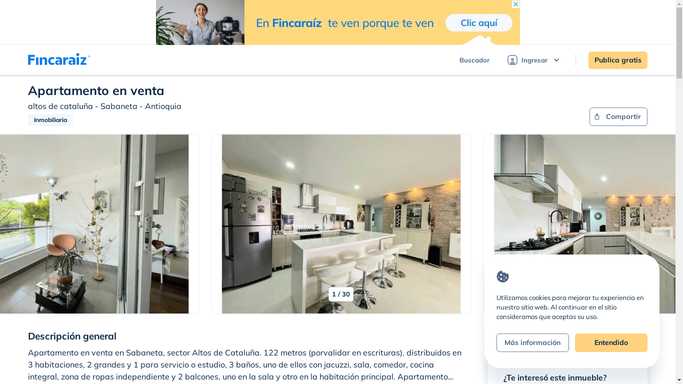 En Fincaraíz te ven porque te ven
Clic aquí
Fincaraíz
Buscador
Ingresar
Publica gratis
Apartamento en venta
altos de cataluña - Sabaneta - Antioquia
Inmobiliaria
Compartir
1 / 30
Utilizamos cookies para mejorar tu experiencia en
nuestro sitio web. Al continuar en el sitio
consideramos que aceptas su uso.
Más información
Entendido
Descripción general
Apartamento en venta en Sabaneta, sector Altos de Cataluña. 122 metros (porvalidar en escrituras), distribuidos en
3 habitaciones, 2 grandes y 1 para servicio o estudio, 3 baños, uno de ellos con jacuzzi, sala, comedor, cocina
integral, zona de ropas independiente y 2 balcones, uno en la sala y otro en la habitación principal. Apartamento...
¿Te interesó este inmueble?